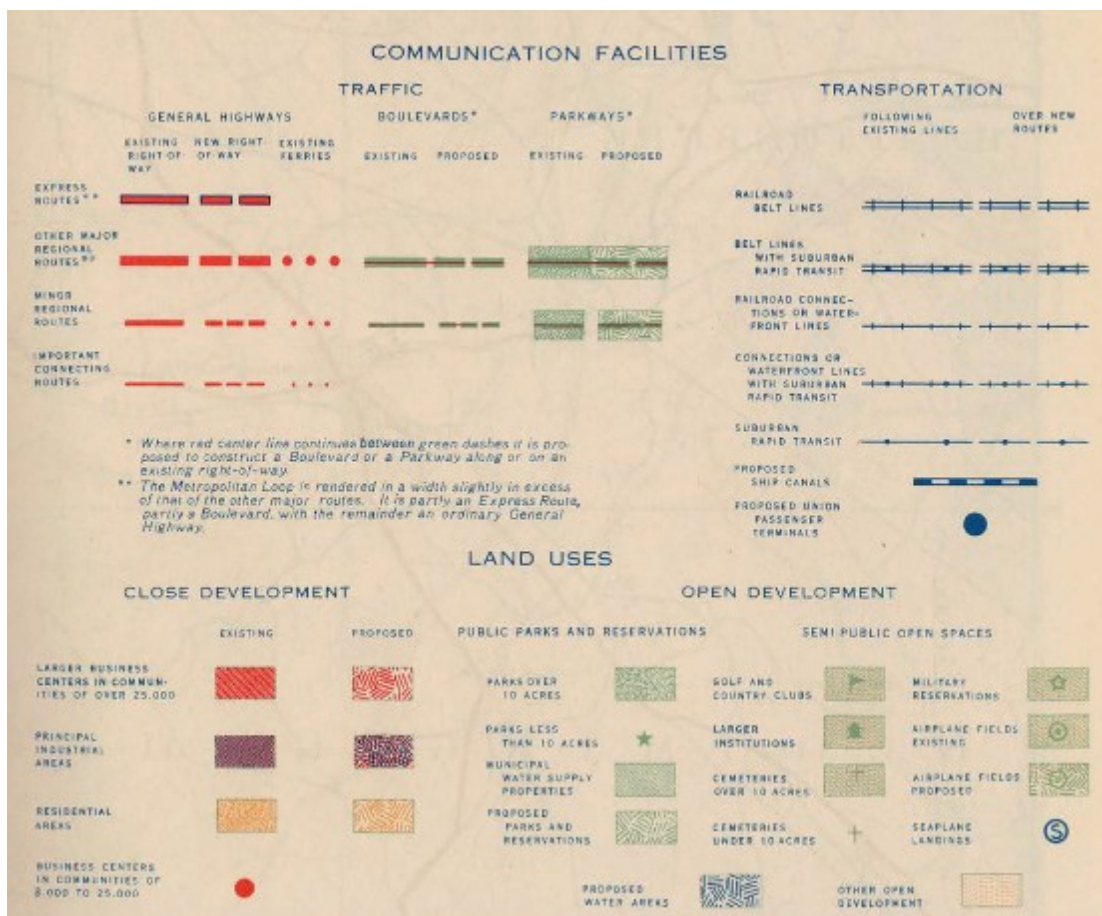 COMMUNICATION FACILITIES
TRAFFIC
GENERAL HIGHWAYS
BOULEVARDS*
PARKWAYS*
EXISTING
RIGHT-OF-
WAY
NEW RIGHT-
OF-WAY
EXISTING
FERRIES
EXISTING
PROPOSED
EXISTING
PROPOSED
EXPRESS
ROUTES**
OTHER MAJOR
REGIONAL
ROUTES**
MINOR
REGIONAL
ROUTES
IMPORTANT
CONNECTING
ROUTES
* Where red center line continues between green dashes it is pro-
posed to construct a Boulevard or a Parkway along or on an
existing right-of-way.
** The Metropolitan Loop is rendered in a width slightly in excess
of that of the other major routes. It is partly an Express Route,
partly a Boulevard, with the remainder an ordinary General
Highway.
TRANSPORTATION
FOLLOWING
EXISTING LINES
OVER NEW
ROUTES
RAILROAD
BELT LINES
BELT LINES
WITH SUBURBAN
RAPID TRANSIT
RAILROAD CONNEC-
TIONS OR WATER-
FRONT LINES
CONNECTIONS OR
WATERFRONT LINES
WITH SUBURBAN
RAPID TRANSIT
SUBURBAN
RAPID TRANSIT
PROPOSED
SHIP CANALS
PROPOSED UNION
PASSENGER
TERMINALS
LAND USES
CLOSE DEVELOPMENT
EXISTING
PROPOSED
LARGER BUSINESS
CENTERS IN COMMUN-
ITIES OF OVER 25.000
PRINCIPAL
INDUSTRIAL
AREAS
RESIDENTIAL
AREAS
BUSINESS CENTERS
IN COMMUNITIES OF
TO 25.000
OPEN DEVELOPMENT
PUBLIC PARKS AND RESERVATIONS
PARKS OVER
10 ACRES
PARKS LESS
THAN 10 ACRES
MUNICIPAL
WATER SUPPLY
PROPERTIES
PROPOSED
PARKS AND
RESERVATIONS
SEMI PUBLIC OPEN SPACES
GOLF AND
COUNTRY CLUBS
LARGER
INSTITUTIONS
CEMETERIES
OVER 10 ACRES
CEMETERIES
UNDER 10 ACRES
MILITARY
RESERVATIONS
AIRPLANE FIELDS
EXISTING
AIRPLANE FIELDS
PROPOSED
SEAPLANE
LANDINGS
S
PROPOSED
WATER AREAS
OTHER OPEN
DEVELOPMENT